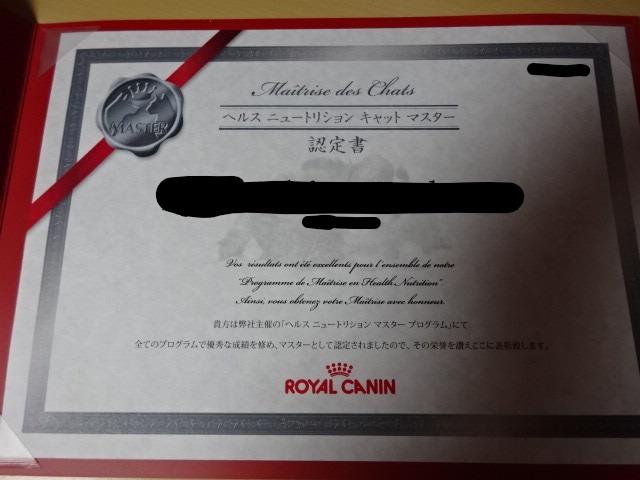 MASTER
Maîtrise des Chats
ヘルス ニュートリション キャット マスター
認定書
Vos résultats ont été excellents pour l'ensemble de notre
"Programme de Maîtrise en Health Nutrition".
Ainsi, vous obtenez votre Maîtrise avec honneur.
貴方は弊社主催の「ヘルス ニュートリション マスター プログラム」にて
全てのプログラムで優秀な成績を修め、マスターとして認定されましたので、その栄誉を讃えここに表彰致します。
ROYAL CANIN